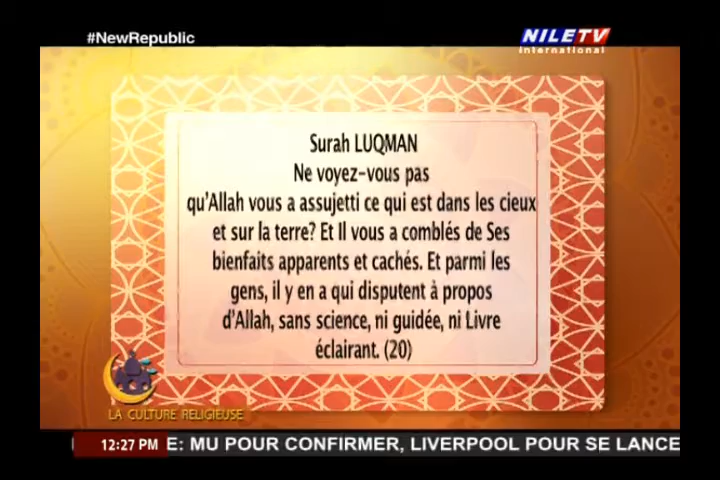 #NewRepublic
NILETV
International
Surah LUQMAN
Ne voyez-vous pas
qu'Allah vous a assujetti ce qui est dans les cieux
et sur la terre? Et Il vous a comblés de Ses
bienfaits apparents et cachés. Et parmi les
gens, il y en a qui disputent à propos
d'Allah, sans science, ni guidée, ni Livre
éclairant. (20)
LA CULTURE RELIGIEUSE
12:27 PM E: MU POUR CONFIRMER, LIVERPOOL POUR SE LANCE